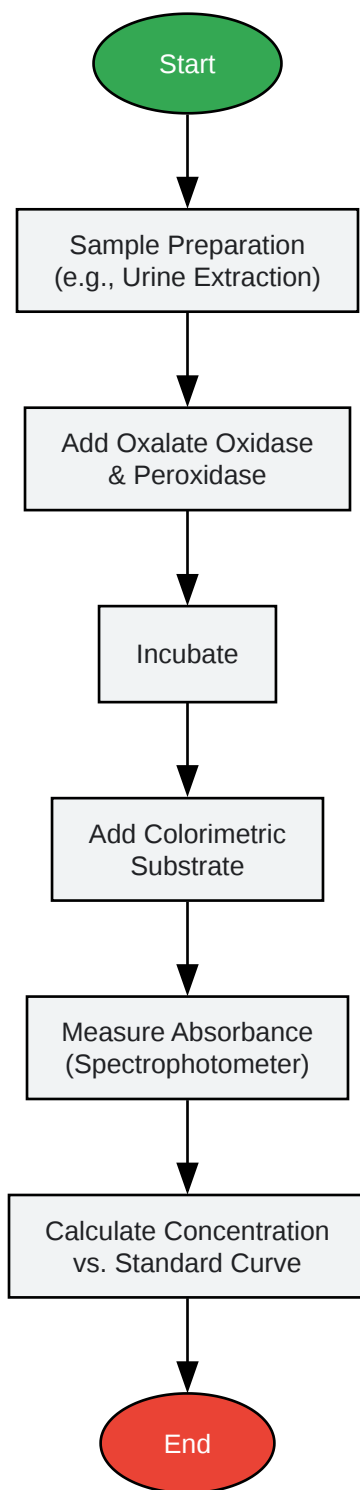 Start
Sample Preparation
(e.g., Urine Extraction)
Add Oxalate Oxidase
& Peroxidase
Incubate
Add Colorimetric
Substrate
Measure Absorbance
(Spectrophotometer)
Calculate Concentration
vs. Standard Curve
End